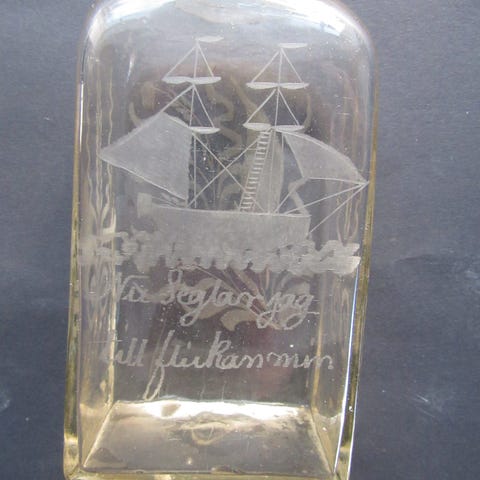 Nu Seglar jag
till flickan min